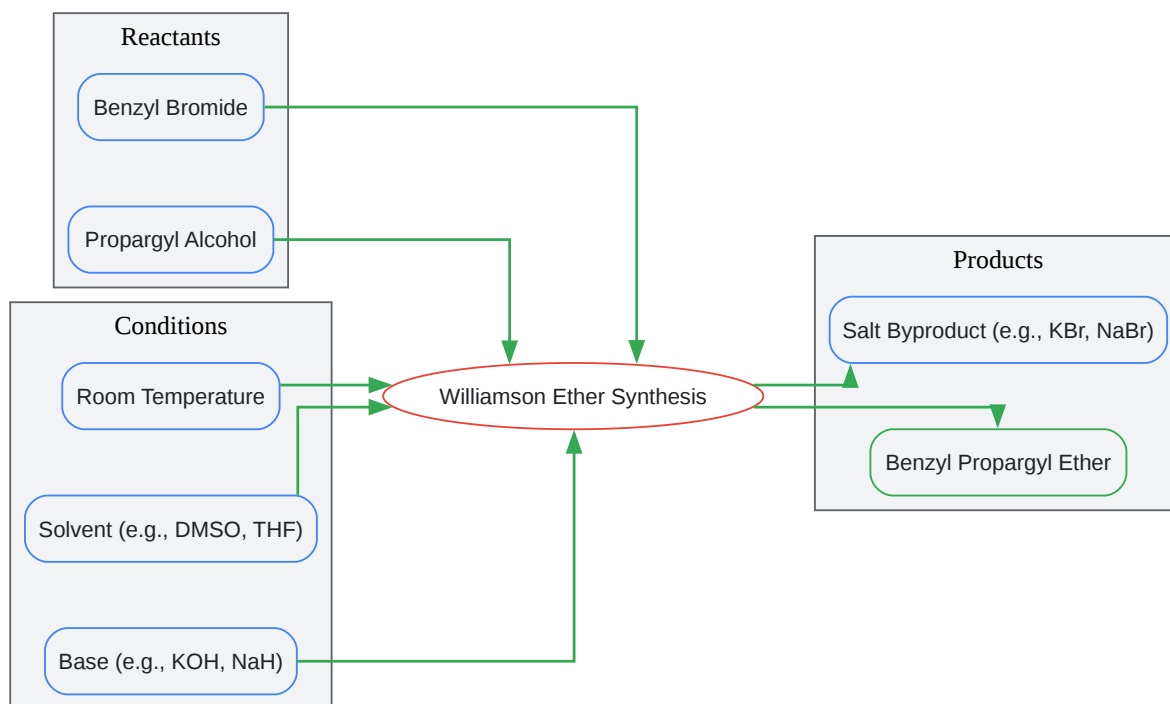 Reactants
Benzyl Bromide
Propargyl Alcohol
Conditions
Room Temperature
Solvent (e.g., DMSO, THF)
Base (e.g., KOH, NaH)
Williamson Ether Synthesis
Products
Salt Byproduct (e.g., KBr, NaBr)
Benzyl Propargyl Ether